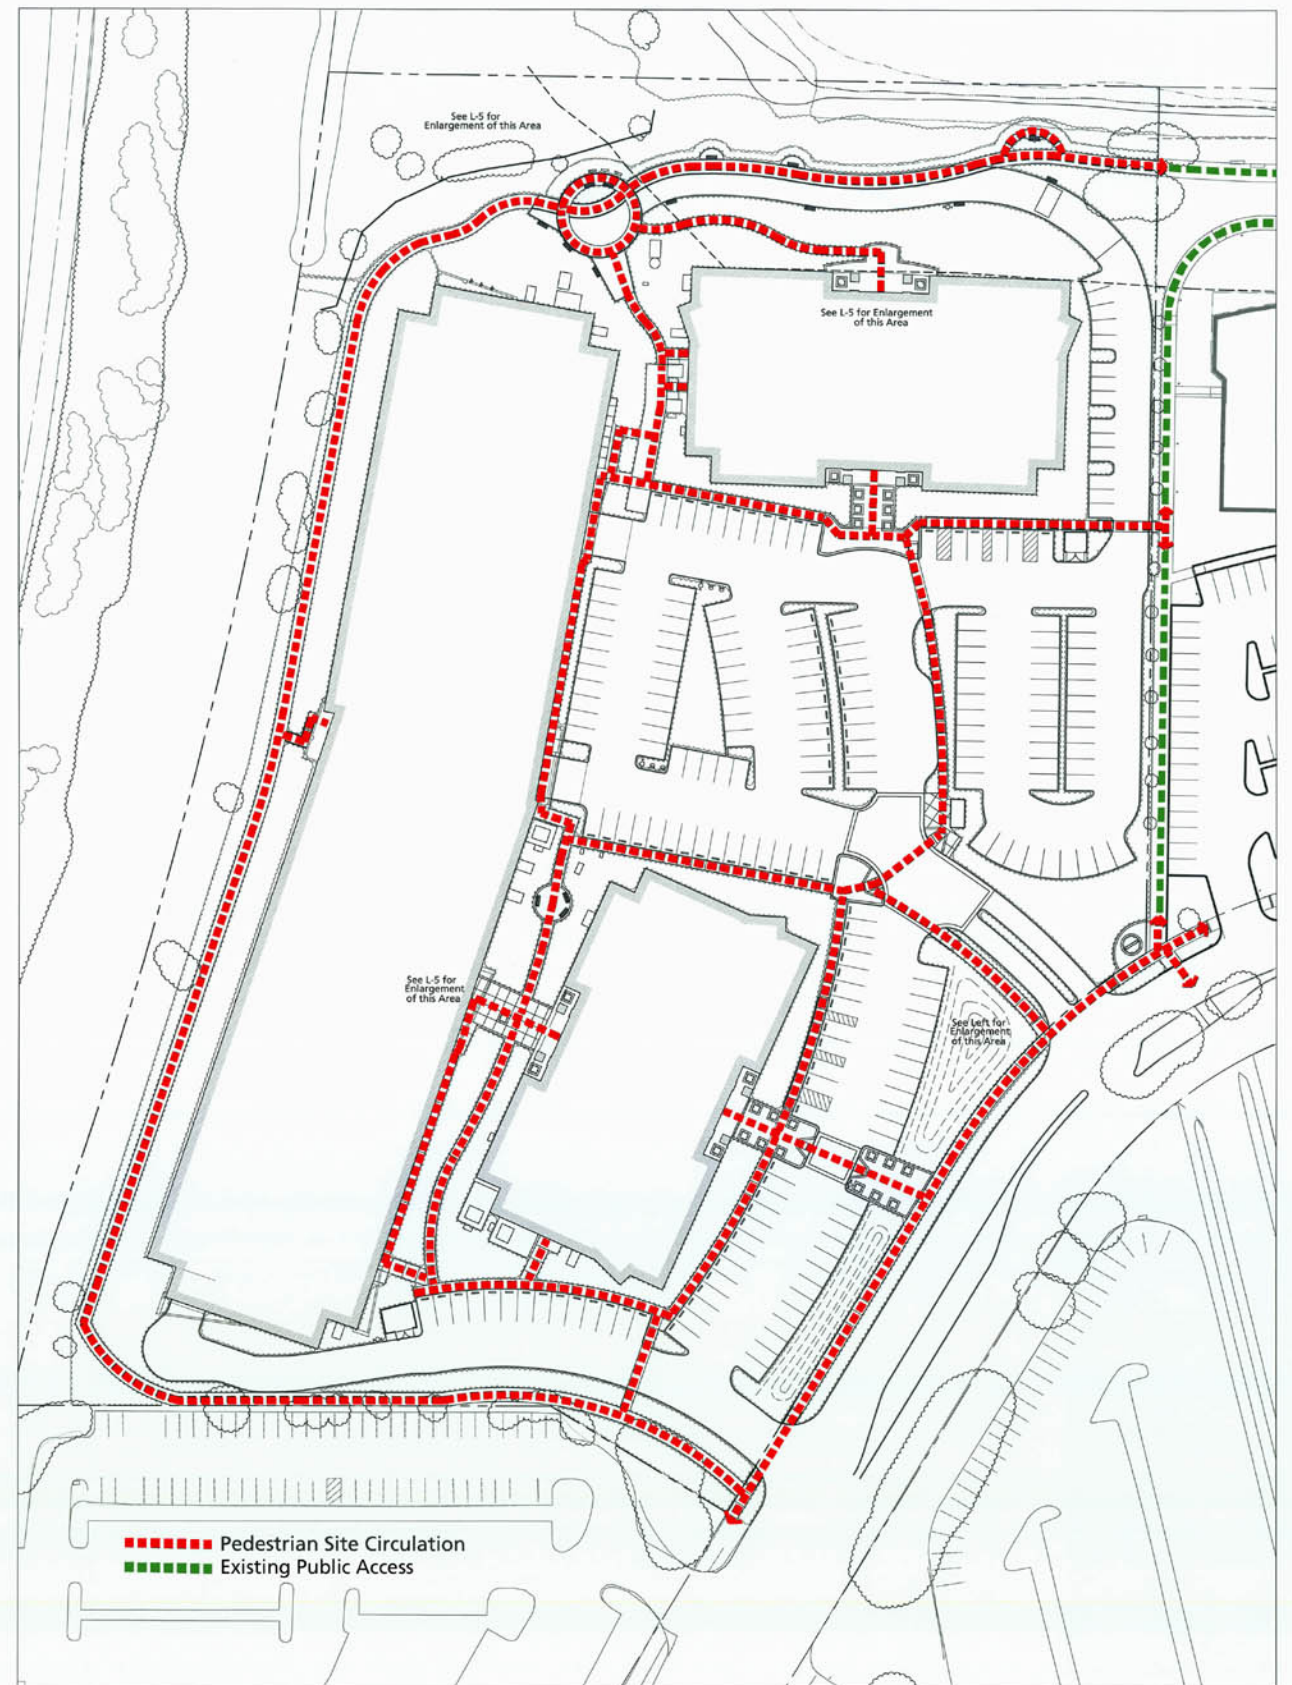 See L-5 for
Enlargement of this Area
See L-5 for Enlargement
of this Area
See L-5 for
Enlargement
of this Area
See Left for
Enlargement
of this Area
Pedestrian Site Circulation
Existing Public Access